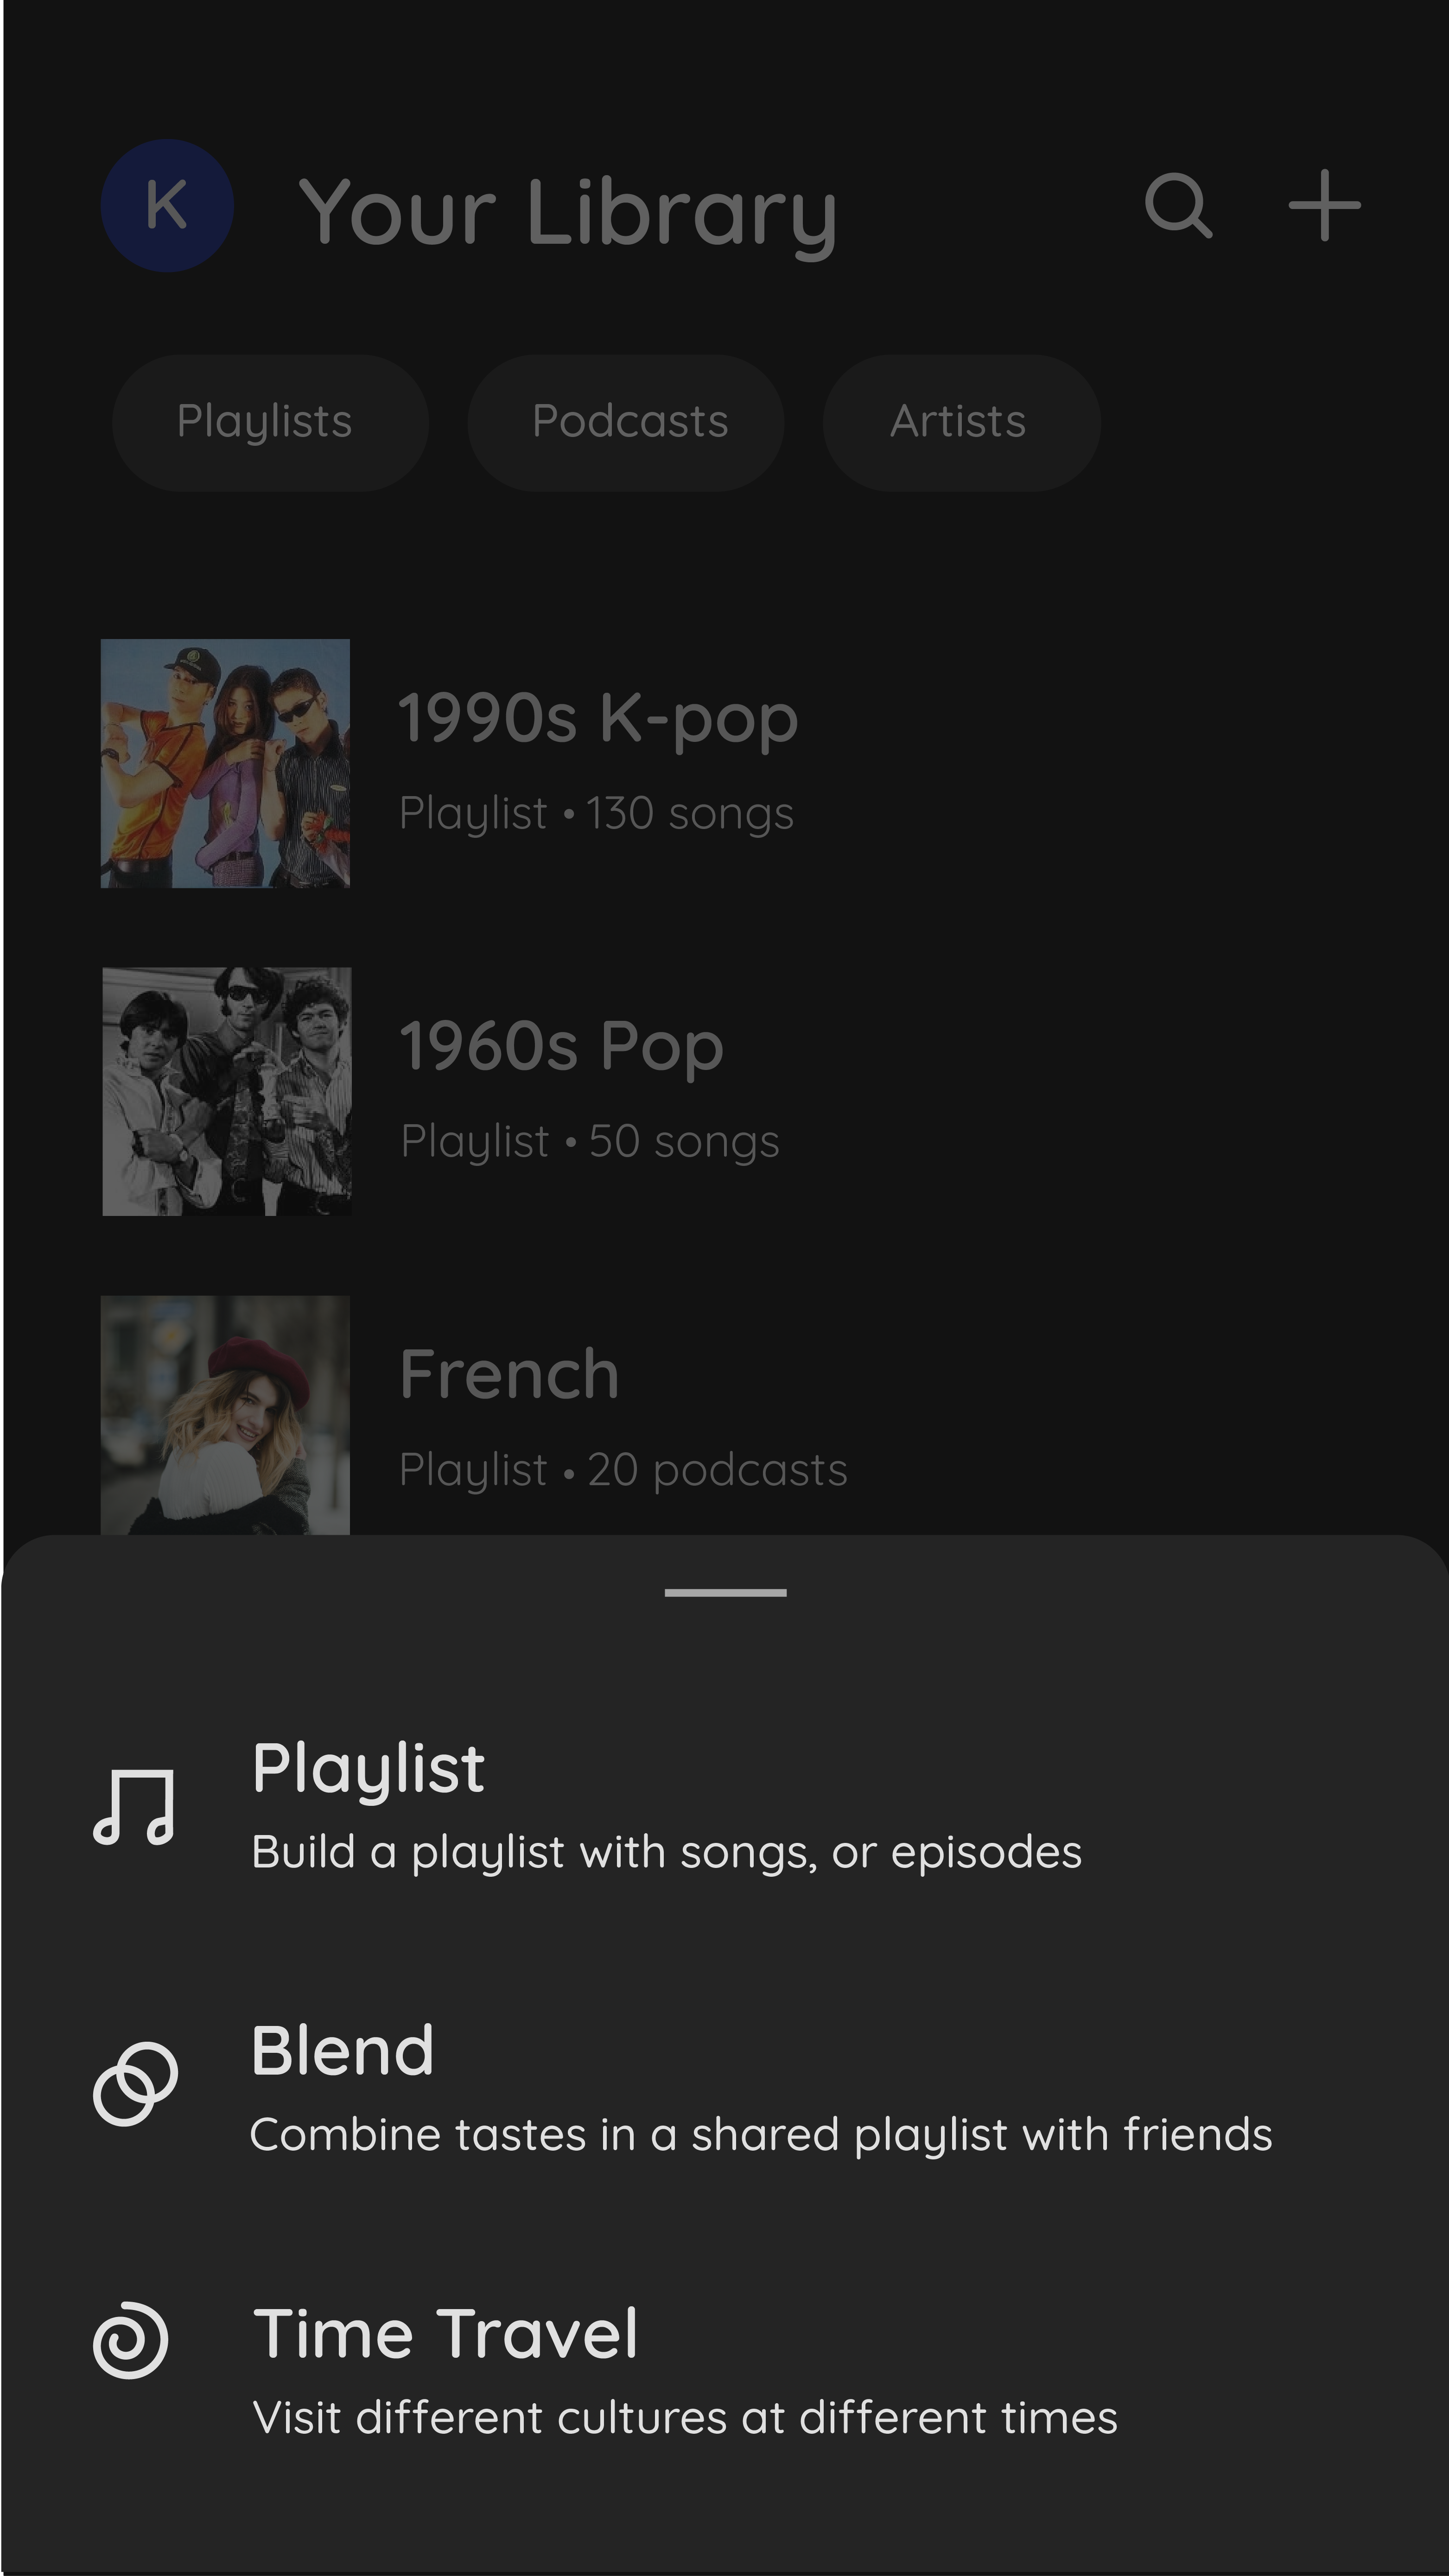 K
Your Library
Playlists
Podcasts
Artists
1990s K-pop
Playlist • 130 songs
1960s Pop
Playlist • 50 songs
French
Playlist • 20 podcasts
Playlist
Build a playlist with songs, or episodes
Blend
Combine tastes in a shared playlist with friends
Time Travel
Visit different cultures at different times